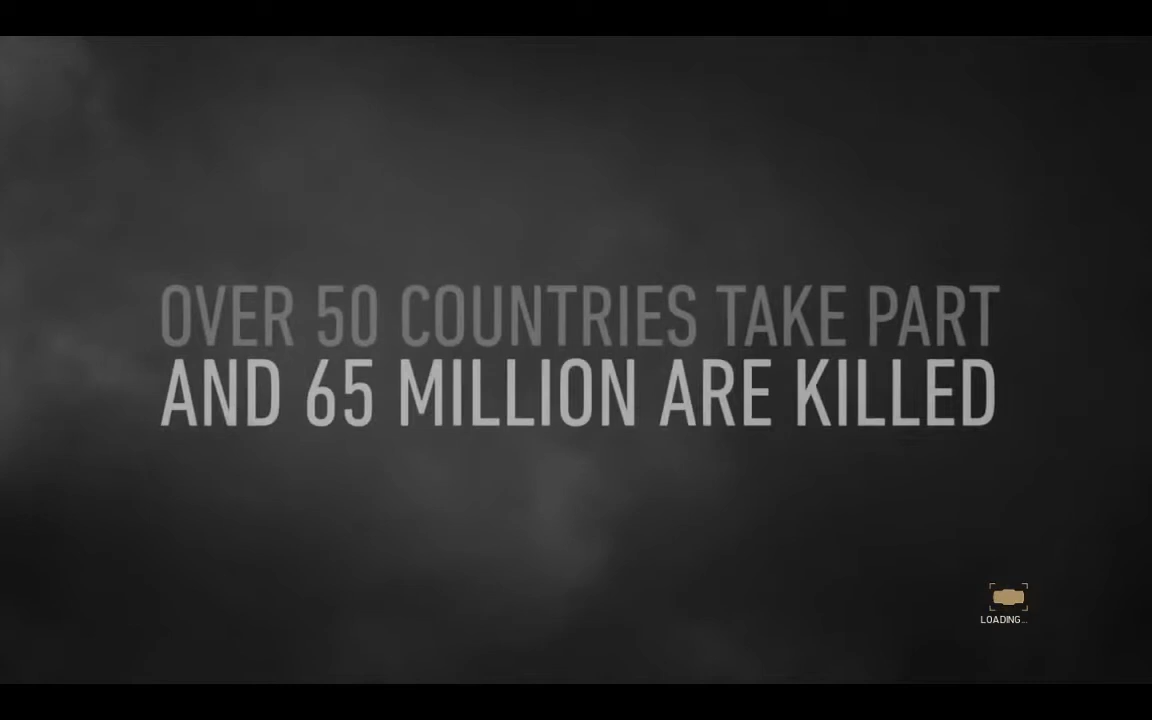 OVER 50 COUNTRIES TAKE PART
AND 65 MILLION ARE KILLED
LOADING...